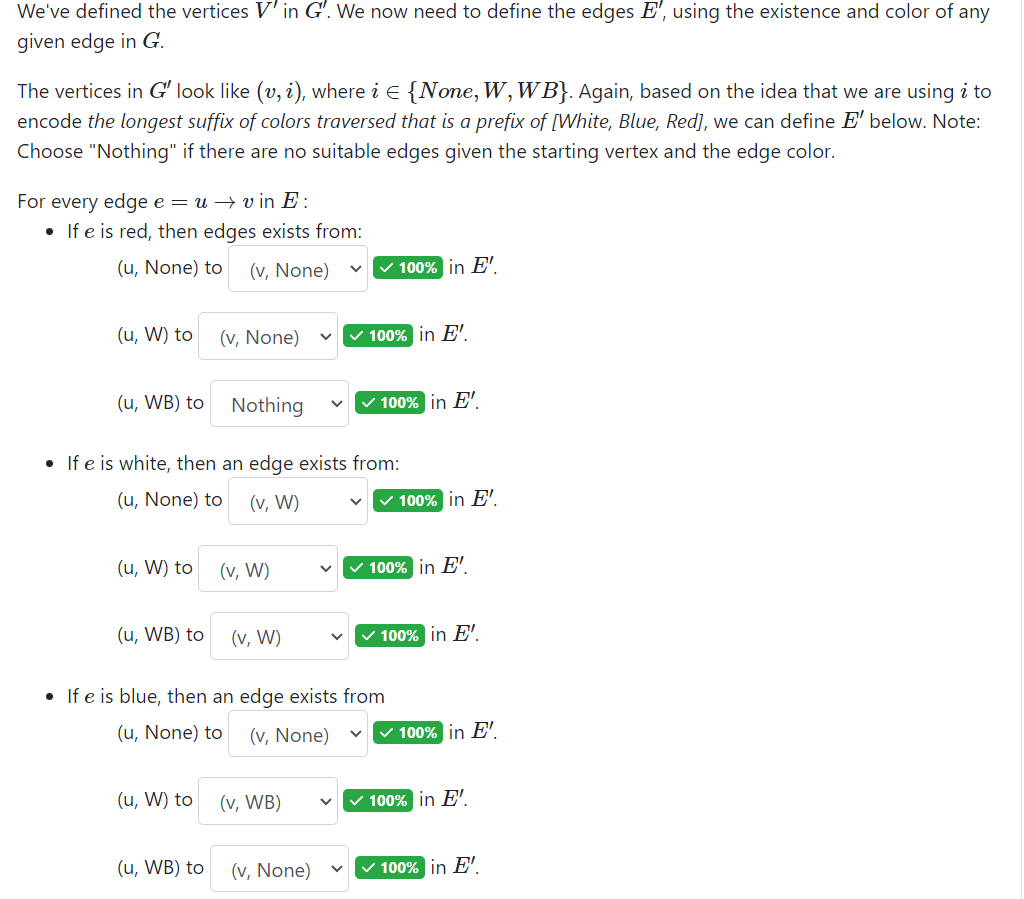 We've defined the vertices V′ in G′. We now need to define the edges E′, using the existence and color of any
given edge in G.
The vertices in G′ look like (v, i), where i ∈ {None, W, WB}. Again, based on the idea that we are using i to
encode the longest suffix of colors traversed that is a prefix of [White, Blue, Red], we can define E′ below. Note:
Choose "Nothing" if there are no suitable edges given the starting vertex and the edge color.
For every edge e = u → v in E :
• If e is red, then edges exists from:
(u, None) to (v, None) ✓ 100% in E′.
(u, W) to (v, None) ✓ 100% in E′.
(u, WB) to Nothing ✓ 100% in E′.
• If e is white, then an edge exists from:
(u, None) to (v, W) ✓ 100% in E′.
(u, W) to (v, W) ✓ 100% in E′.
(u, WB) to (v, W) ✓ 100% in E′.
• If e is blue, then an edge exists from
(u, None) to (v, None) ✓ 100% in E′.
(u, W) to (v, WB) ✓ 100% in E′.
(u, WB) to (v, None) ✓ 100% in E′.